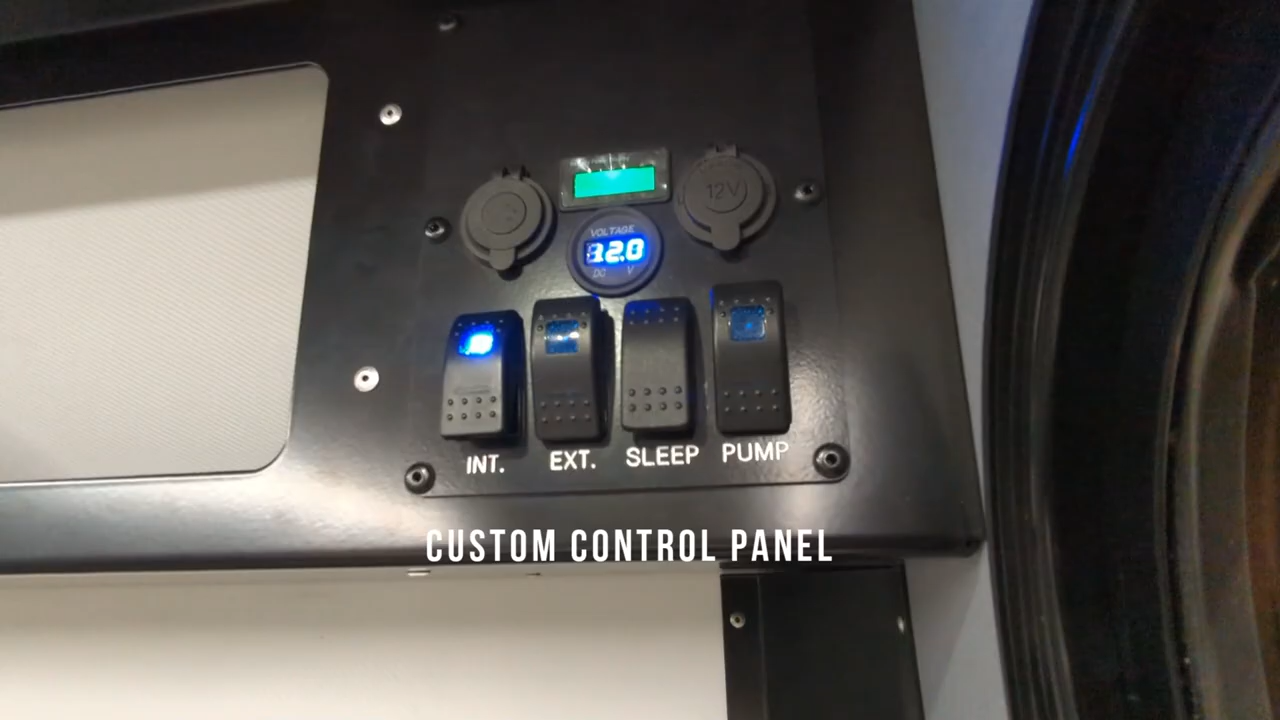 12V
VOLTAGE
12.0
DC V
INT. EXT. SLEEP PUMP
CUSTOM CONTROL PANEL